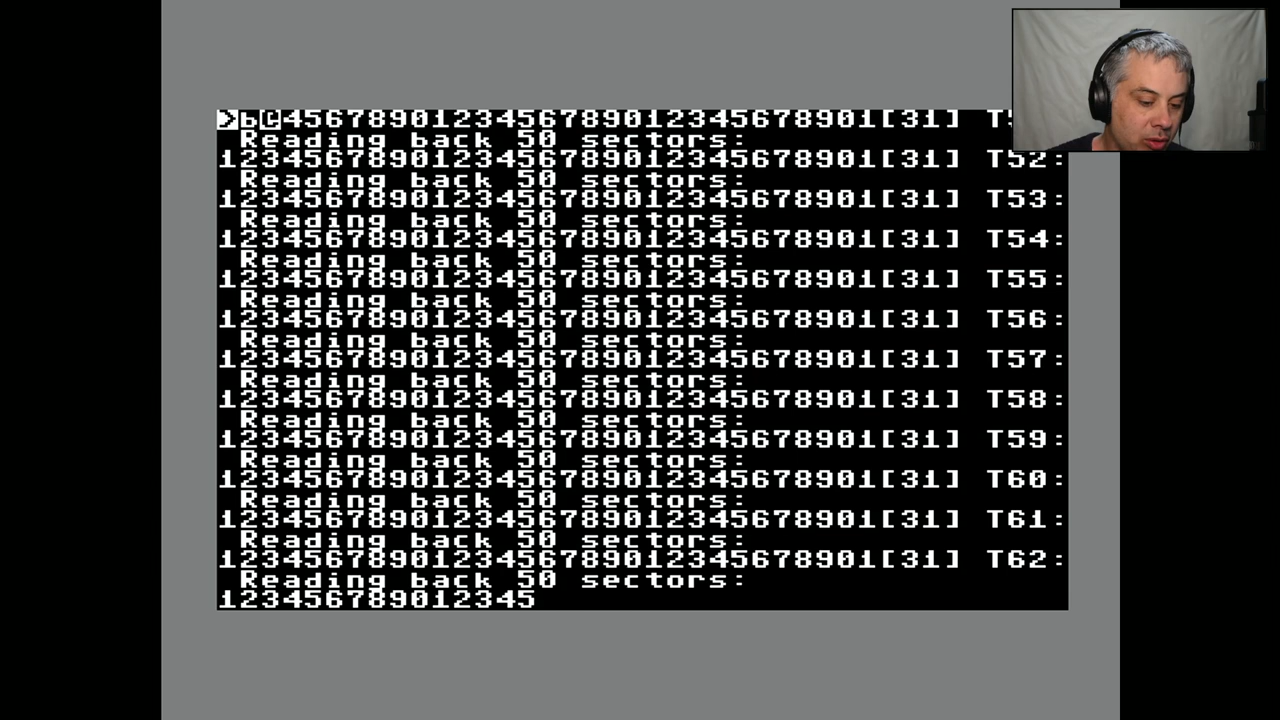 >bC4567890123456789012345678901[31] T5
Reading back 50 sectors:
1234567890123456789012345678901[31] T52:
Reading back 50 sectors:
1234567890123456789012345678901[31] T53:
Reading back 50 sectors:
1234567890123456789012345678901[31] T54:
Reading back 50 sectors:
1234567890123456789012345678901[31] T55:
Reading back 50 sectors:
1234567890123456789012345678901[31] T56:
Reading back 50 sectors:
1234567890123456789012345678901[31] T57:
Reading back 50 sectors:
1234567890123456789012345678901[31] T58:
Reading back 50 sectors:
1234567890123456789012345678901[31] T59:
Reading back 50 sectors:
1234567890123456789012345678901[31] T60:
Reading back 50 sectors:
1234567890123456789012345678901[31] T61:
Reading back 50 sectors:
1234567890123456789012345678901[31] T62:
Reading back 50 sectors:
123456789012345